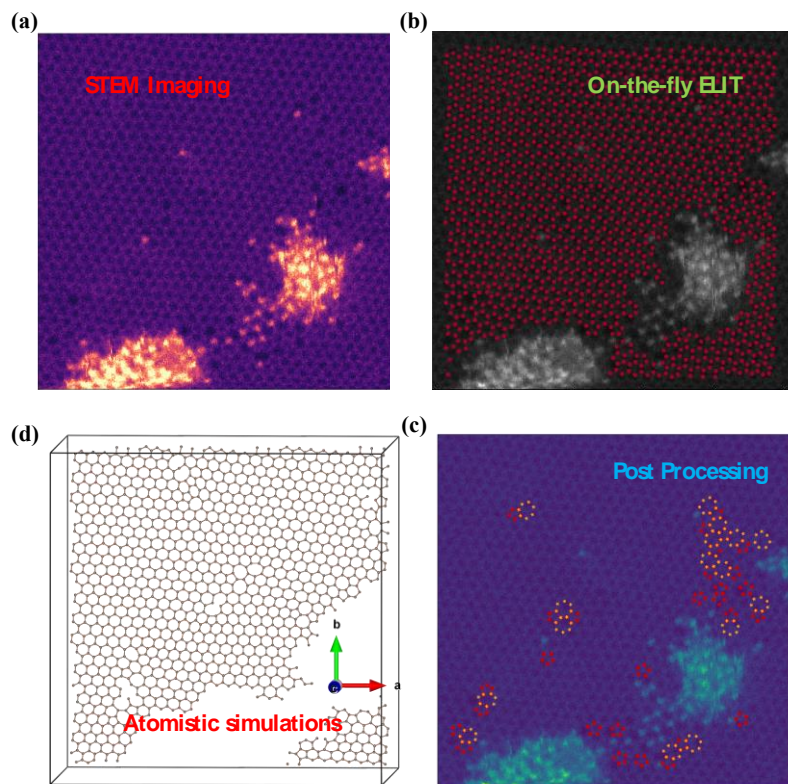 (a)
STEM Imaging
(b)
On-the-fly ELIT
(d)
b
a
Atomistic simulations
(c)
Post Processing